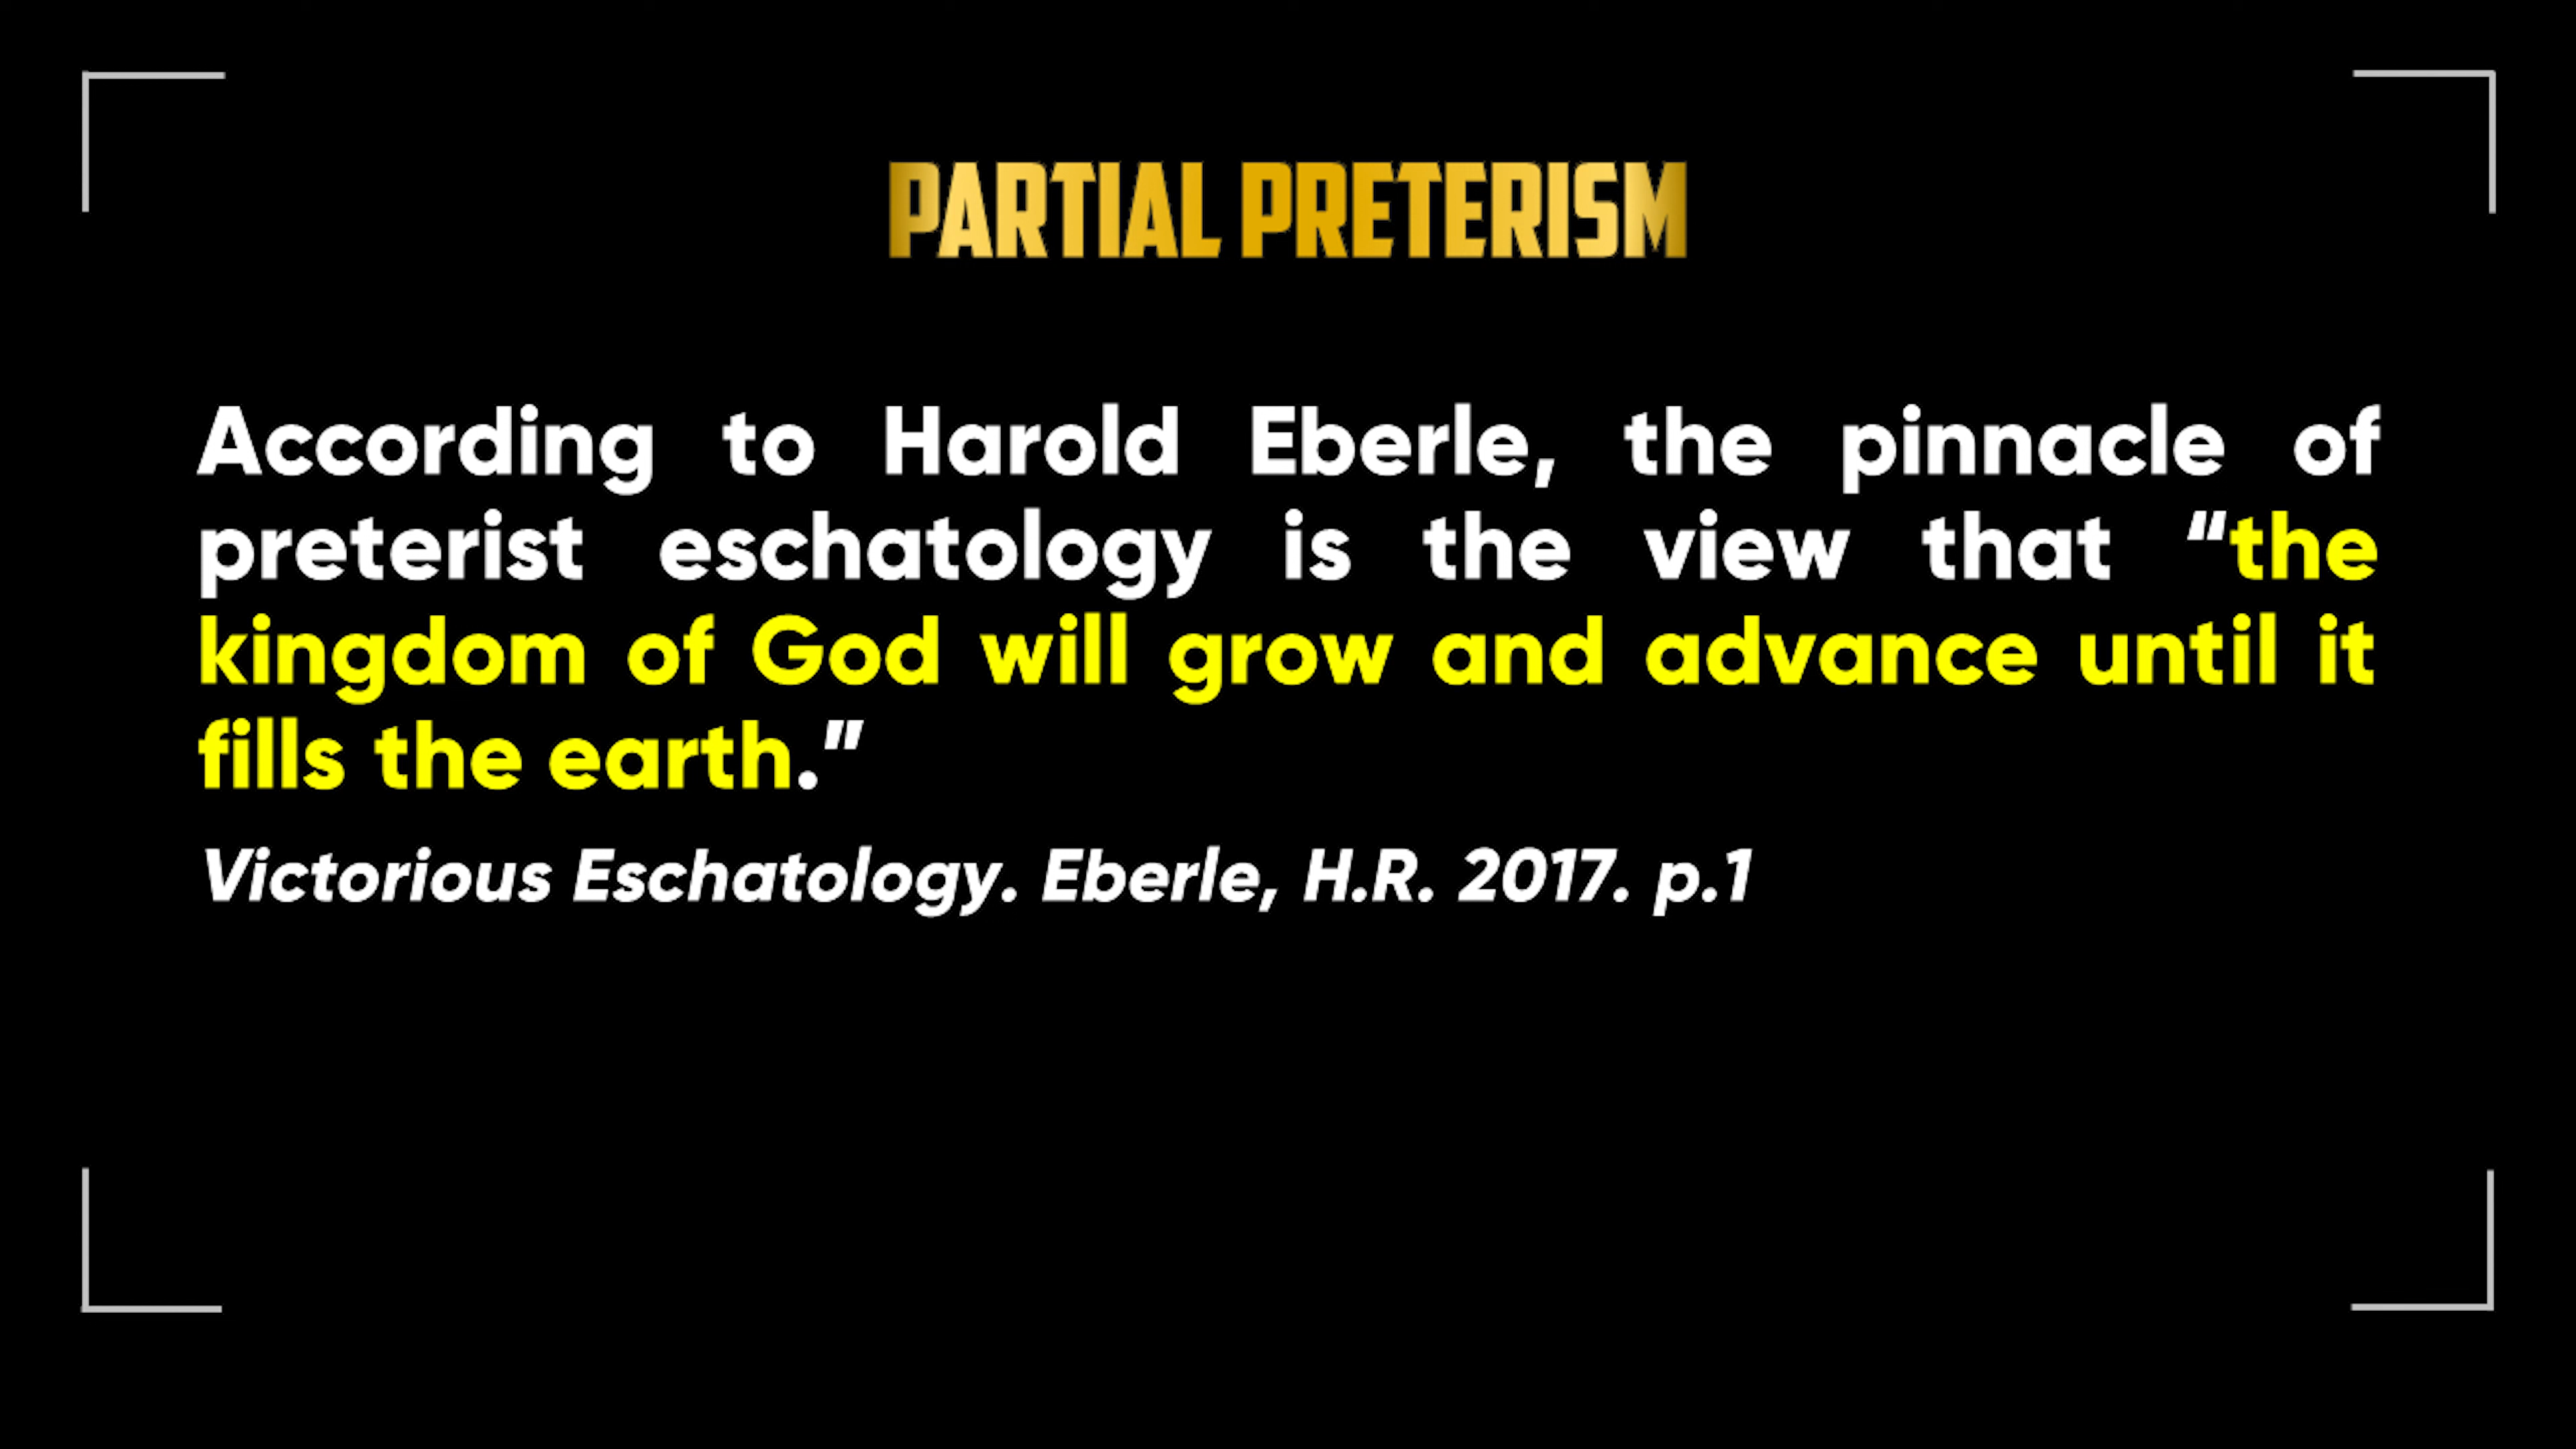 PARTIAL PRETERISM
According to Harold Eberle, the pinnacle of
preterist eschatology is the view that “the
kingdom of God will grow and advance until it
fills the earth.”
Victorious Eschatology. Eberle, H.R. 2017. p.1